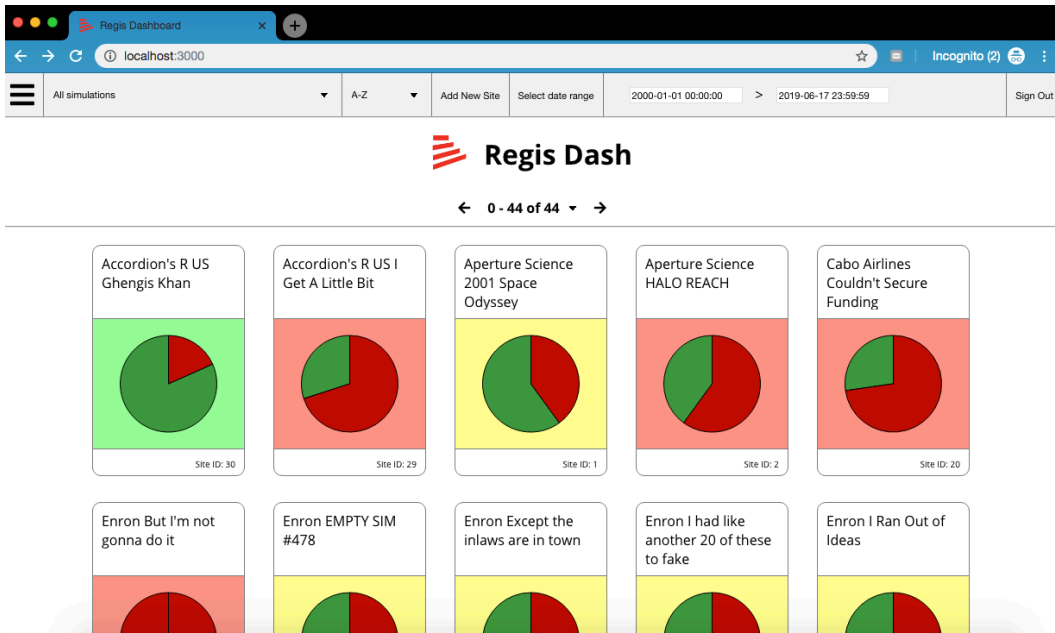 Regis Dashboard
localhost:3000
Incognito (2)
All simulations
A-Z
Add New Site
Select date range
2000-01-01 00:00:00 > 2019-06-17 23:59:59
Sign Out
Regis Dash
0 - 44 of 44
Accordion's R US
Ghengis Khan
Site ID: 30
Accordion's R US I
Get A Little Bit
Site ID: 29
Aperture Science
2001 Space
Odyssey
Site ID: 1
Aperture Science
HALO REACH
Site ID: 2
Cabo Airlines
Couldn't Secure
Funding
Site ID: 20
Enron But I'm not
gonna do it
Enron EMPTY SIM
#478
Enron Except the
inlaws are in town
Enron I had like
another 20 of these
to fake
Enron I Ran Out of
Ideas